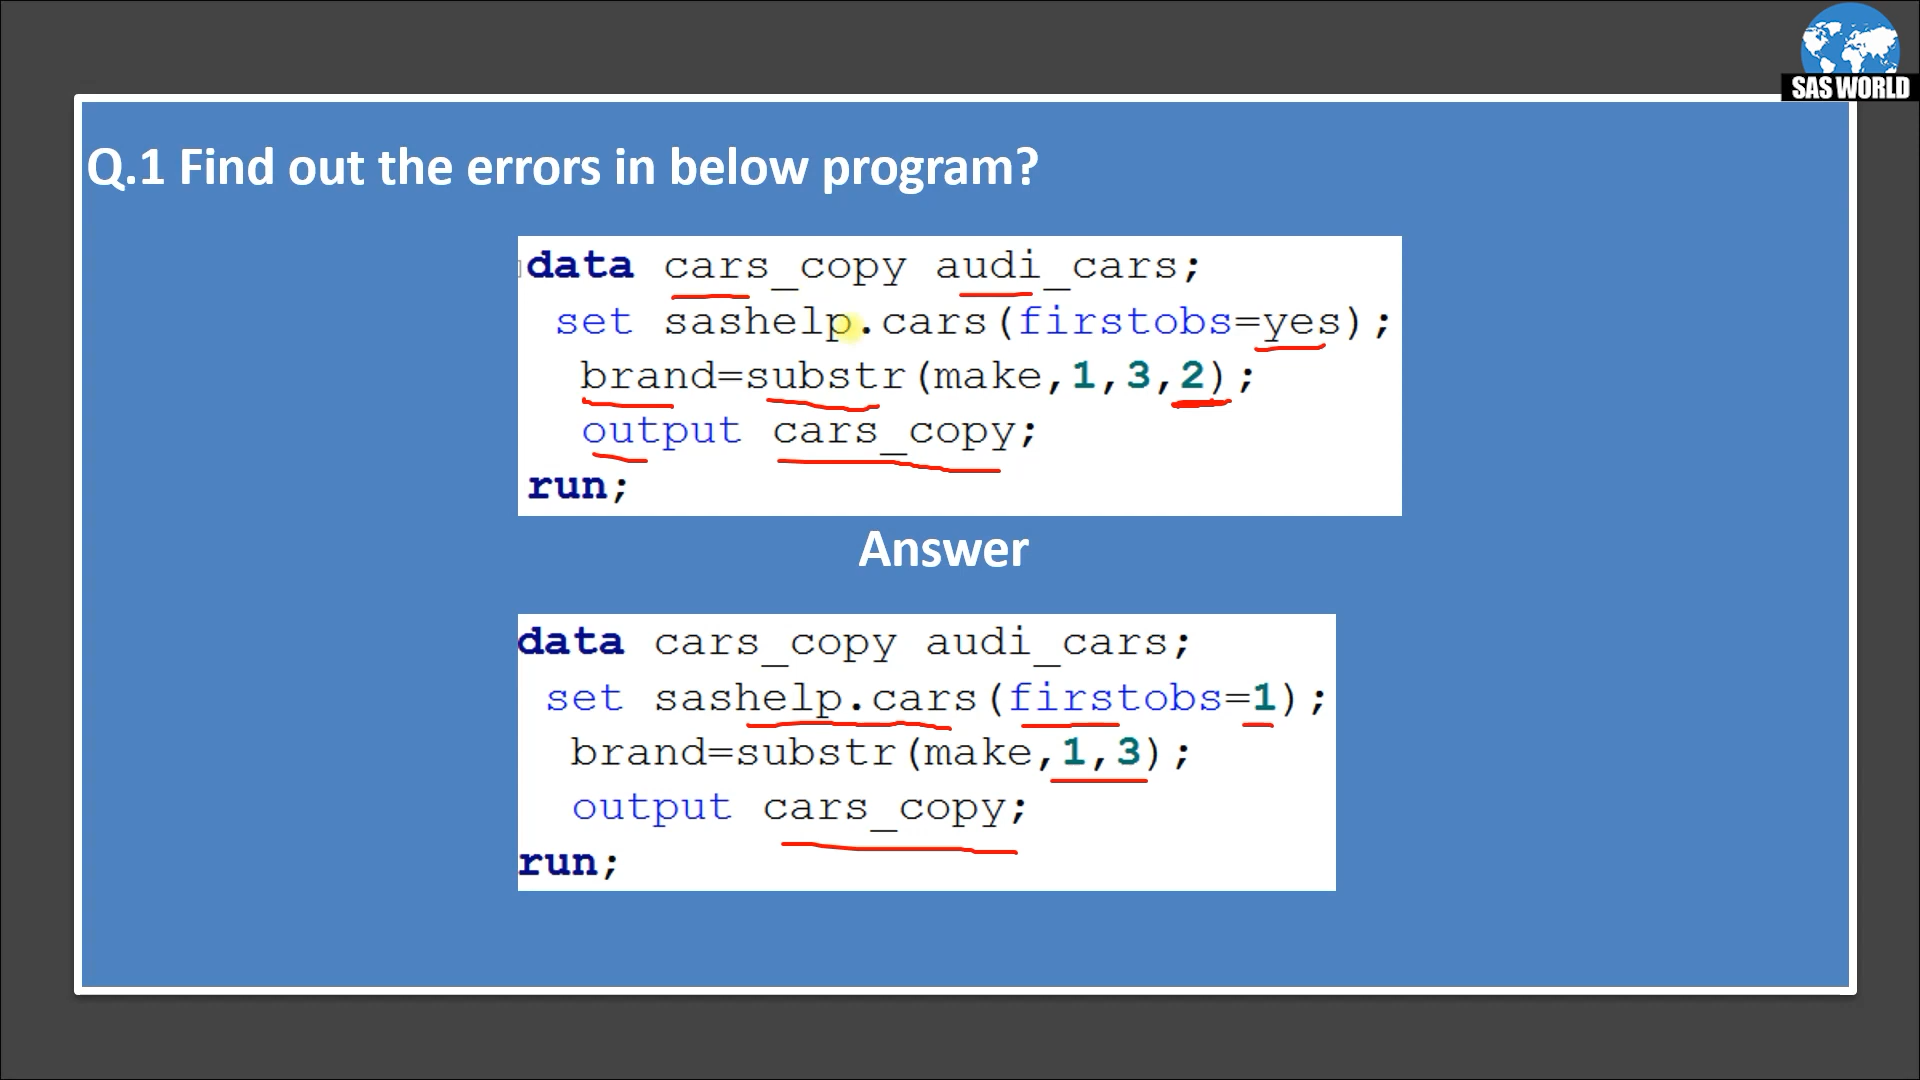 SAS WORLD
Q.1 Find out the errors in below program?
data cars_copy audi_cars;
set sashelp.cars(firstobs=yes);
brand=substr(make,1,3,2);
output cars_copy;
run;
Answer
data cars_copy audi_cars;
set sashelp.cars(firstobs=1);
brand=substr(make,1,3);
output cars_copy;
run;